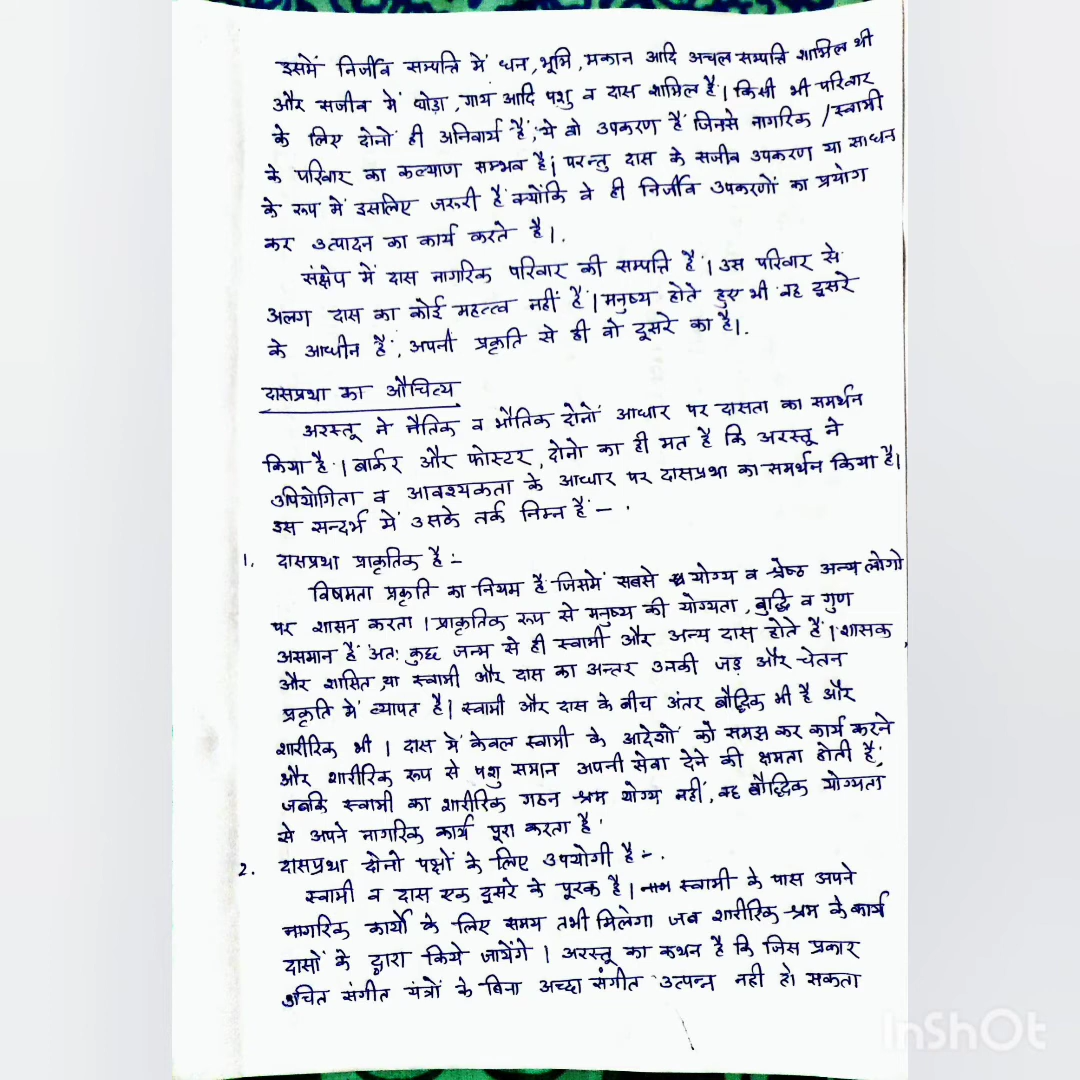 इसमें निर्जीव सम्पत्ति में धन, भूमि, मकान आदि अचल सम्पत्ति शामिल थी
और सजीव में घोड़ा, गाय आदि पशु व दास शामिल है। किसी भी परिवार
के लिए दोनों ही अनिवार्य है, ये वो उपकरण है जिनसे नागरिक / स्वामी
के परिवार का कल्याण सम्भव है। परन्तु दास के सजीव उपकरण या साधन
के रूप में इसलिए जरूरी हैं क्योंकि वे ही निर्जीव उपकरणों का प्रयोग
कर उत्पादन का कार्य करते हैं।
संक्षेप में दास नागरिक परिवार की सम्पत्ति है। उस परिवार से
अलग दास का कोई महत्त्व नहीं है। मनुष्य होते हुए भी वह दूसरे
के आधीन है, अपनी प्रकृति से ही वो दूसरे का है।
दासप्रथा का औचित्य
अरस्तू ने नैतिक व भौतिक दोनों आधार पर दासता का समर्थन
किया है। बार्कर और फोस्टर, दोनो का ही मत है कि अरस्तू ने
उपियोगिता व आवश्यकता के आधार पर दासप्रथा का समर्थन किया है।
इस सन्दर्भ में उसके तर्क निम्न हैं -
1. दासप्रथा प्राकृतिक है :-
विषमता प्रकृति का नियम है जिसमें सबसे योग्य व श्रेष्ठ अन्य लोगो
पर शासन करता। प्राकृतिक रूप से मनुष्य की योग्यता, बुद्धि व गुण
असमान हैं अतः कुछ जन्म से ही स्वामी और अन्य दास होते हैं। शासक
और शासित या स्वामी और दास का अन्तर उनकी जड़ और चेतन
प्रकृति में व्यापत है। स्वामी और दास के बीच अंतर बौद्धिक भी है और
शारीरिक भी। दास में केवल स्वामी के आदेशों को समझ कर कार्य करने
और शारीरिक रूप से पशु समान अपनी सेवा देने की क्षमता होती है,
जबकि स्वामी का शारीरिक गठन श्रम योग्य नहीं, वह बौद्धिक योग्यता
से अपने नागरिक कार्य पूरा करता है
2. दासप्रथा दोनो पक्षों के लिए उपयोगी है :-
स्वामी व दास एक दूसरे के पूरक है। स्वामी के पास अपने
नागरिक कार्यों के लिए समय तभी मिलेगा जब शारीरिक श्रम के कार्य
दासों के द्वारा किये जायेंगे। अरस्तू का कथन है कि जिस प्रकार
उचित संगीत यंत्रों के बिना अच्छा संगीत उत्पन्न नही हो सकता
InShOt